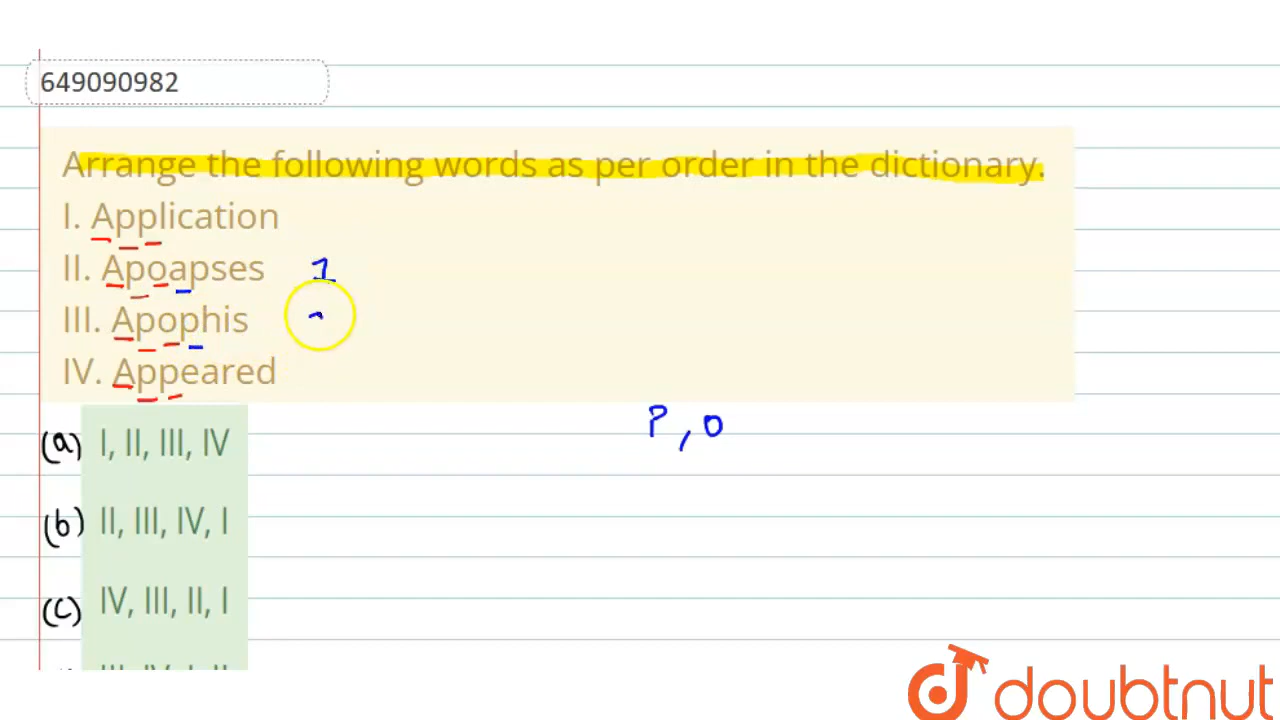 649090982
Arrange the following words as per order in the dictionary.
I. Application
II. Apoapses 1
III. Apophis
IV. Appeared
P, O
(a) I, II, III, IV
(b) II, III, IV, I
(c) IV, III, II, I
doubtnut